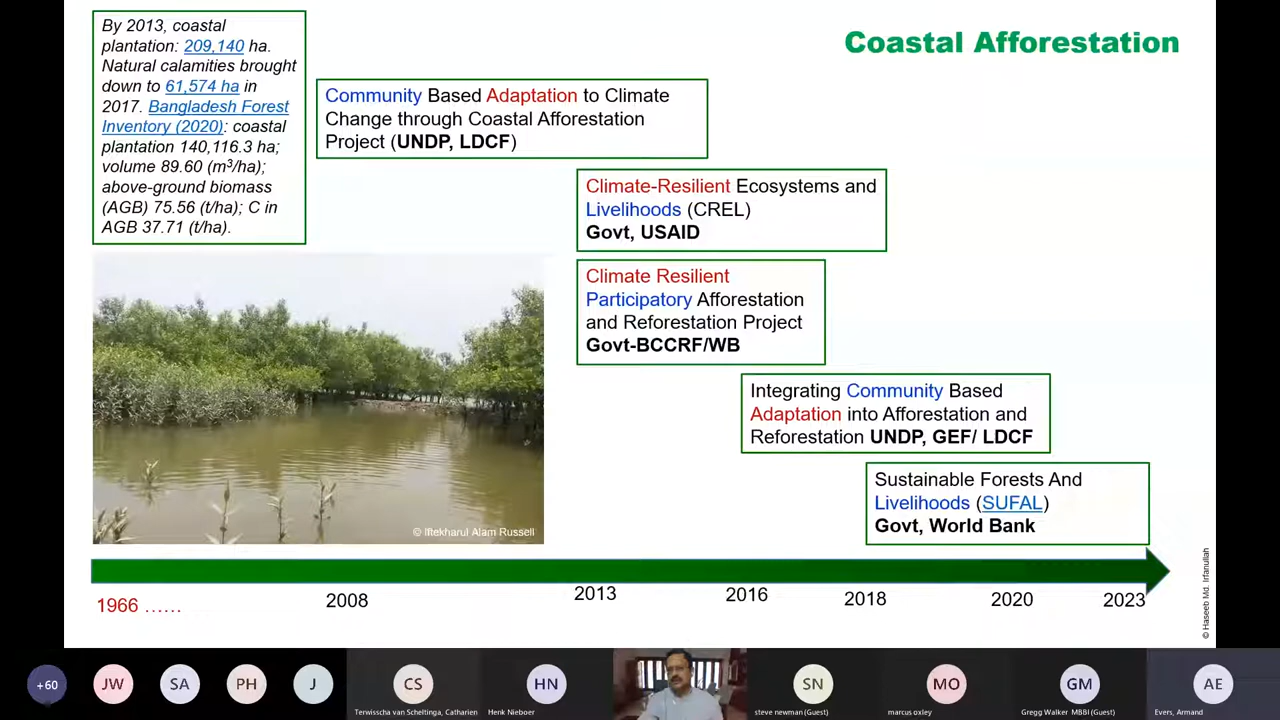 By 2013, coastal
plantation: 209,140 ha.
Natural calamities brought
down to 61,574 ha in
2017. Bangladesh Forest
Inventory (2020): coastal
plantation 140,116.3 ha;
volume 89.60 (m³/ha);
above-ground biomass
(AGB) 75.56 (t/ha); C in
AGB 37.71 (t/ha).
Coastal Afforestation
Community Based Adaptation to Climate
Change through Coastal Afforestation
Project (UNDP, LDCF)
Climate-Resilient Ecosystems and
Livelihoods (CREL)
Govt, USAID
Climate Resilient
Participatory Afforestation
and Reforestation Project
Govt-BCCRF/WB
Integrating Community Based
Adaptation into Afforestation and
Reforestation UNDP, GEF/ LDCF
Sustainable Forests And
Livelihoods (SUFAL)
Govt, World Bank
© Iftekharul Alam Russell
1966 ......
2008
2013
2016
2018
2020
2023
© Haseeb Md. Irfanullah
+60
JW
SA
PH
J
CS
Terwisscha van Scheltinga, Catharien
HN
Henk Nieboer
SN
steve newman (Guest)
MO
marcus oxley
GM
Gregg Walker MBBI (Guest)
AE
Evers, Armand